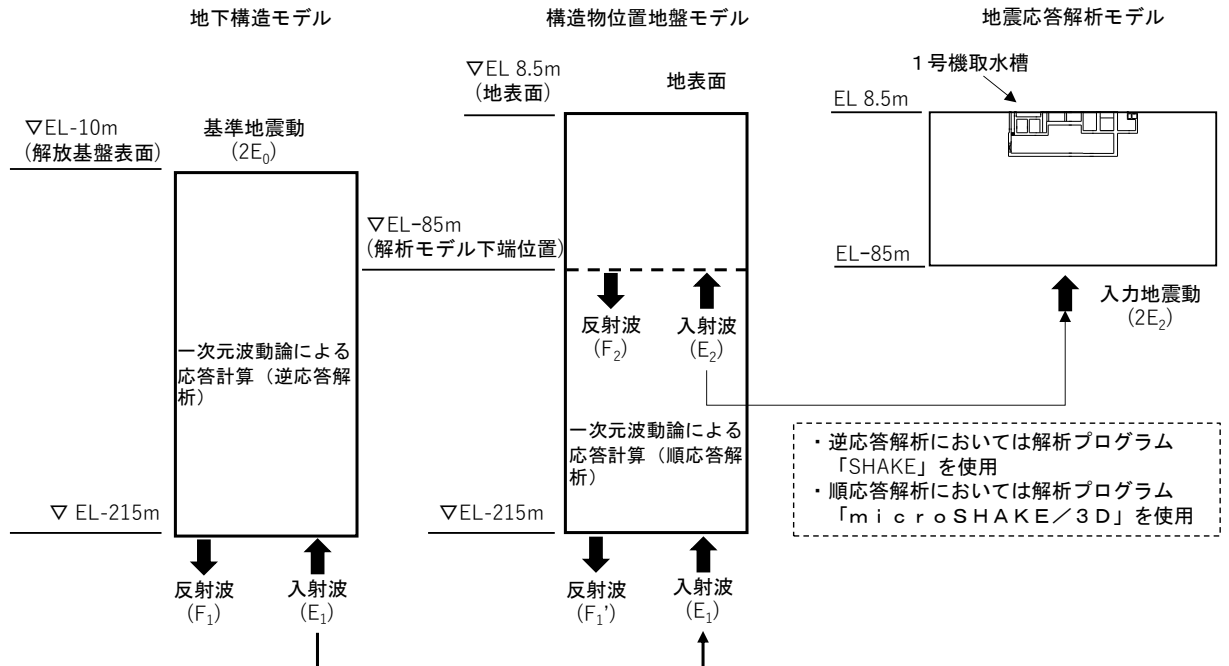 地下構造モデル
▽EL-10m
(解放基盤表面)
基準地震動
(2E₀)
一次元波動論による
応答計算（逆応答解
析）
▽ EL-215m
反射波
(F₁)
入射波
(E₁)
構造物位置地盤モデル
▽EL 8.5m
(地表面)
地表面
▽EL-85m
(解析モデル下端位置)
反射波
(F₂)
入射波
(E₂)
一次元波動論による
応答計算（順応答解
析）
▽EL-215m
反射波
(F₁')
入射波
(E₁)
地震応答解析モデル
１号機取水槽
EL 8.5m
EL-85m
入力地震動
(2E₂)
・逆応答解析においては解析プログラム
「SHAKE」を使用
・順応答解析においては解析プログラム
「ｍｉｃｒｏSHAKE／３Ｄ」を使用